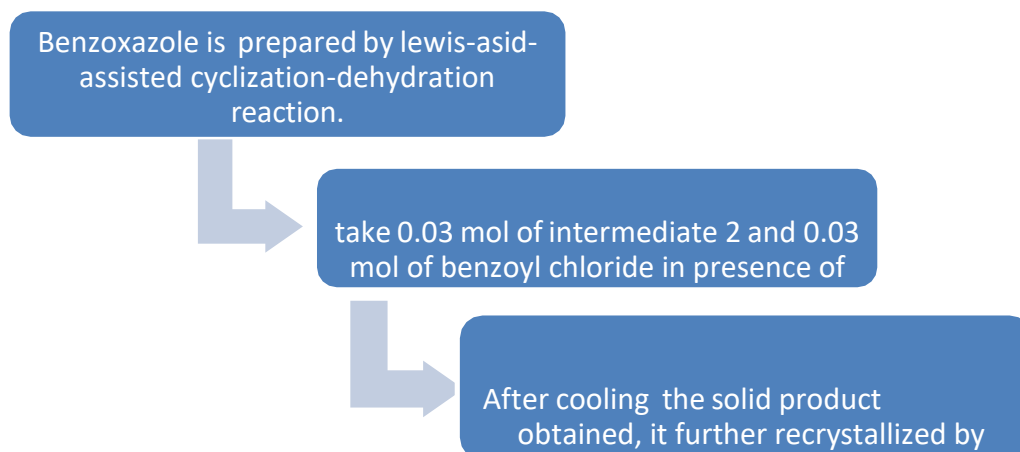 Benzoxazole is prepared by lewis-asid-
assisted cyclization-dehydration
reaction.
take 0.03 mol of intermediate 2 and 0.03
mol of benzoyl chloride in presence of
After cooling the solid product
obtained, it further recrystallized by